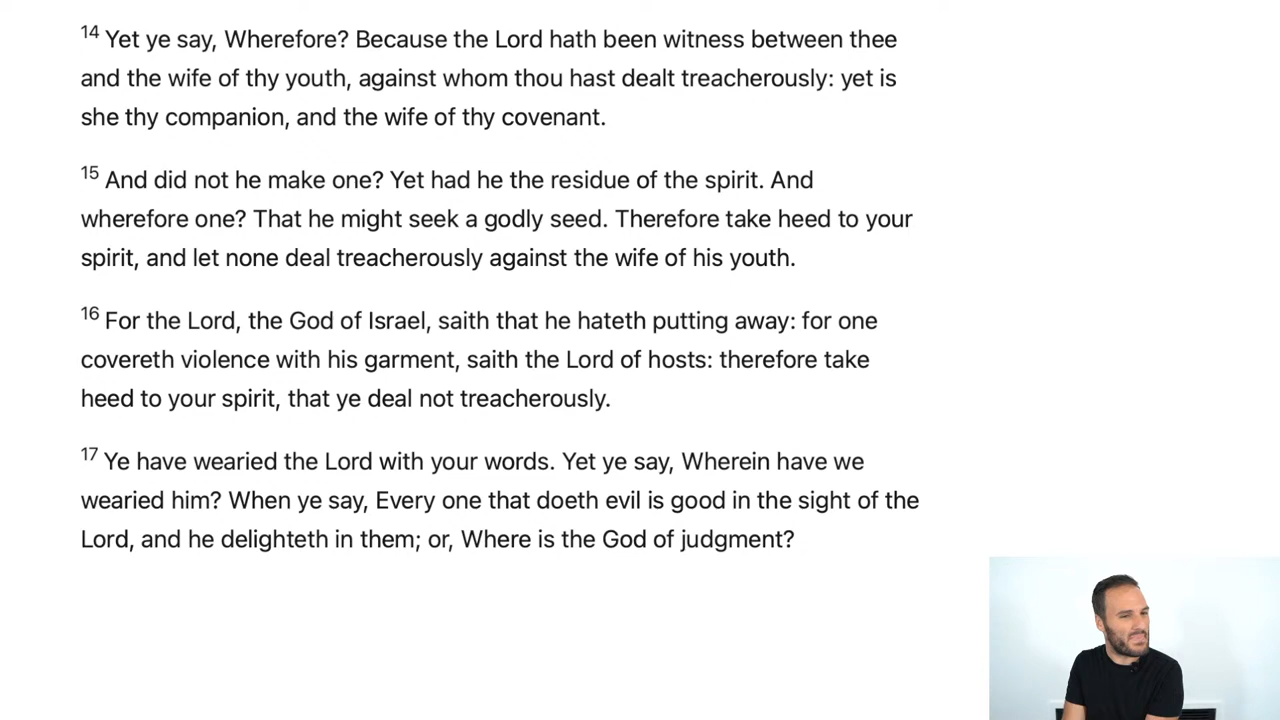 14 Yet ye say, Wherefore? Because the Lord hath been witness between thee
and the wife of thy youth, against whom thou hast dealt treacherously: yet is
she thy companion, and the wife of thy covenant.
15 And did not he make one? Yet had he the residue of the spirit. And
wherefore one? That he might seek a godly seed. Therefore take heed to your
spirit, and let none deal treacherously against the wife of his youth.
16 For the Lord, the God of Israel, saith that he hateth putting away: for one
covereth violence with his garment, saith the Lord of hosts: therefore take
heed to your spirit, that ye deal not treacherously.
17 Ye have wearied the Lord with your words. Yet ye say, Wherein have we
wearied him? When ye say, Every one that doeth evil is good in the sight of the
Lord, and he delighteth in them; or, Where is the God of judgment?